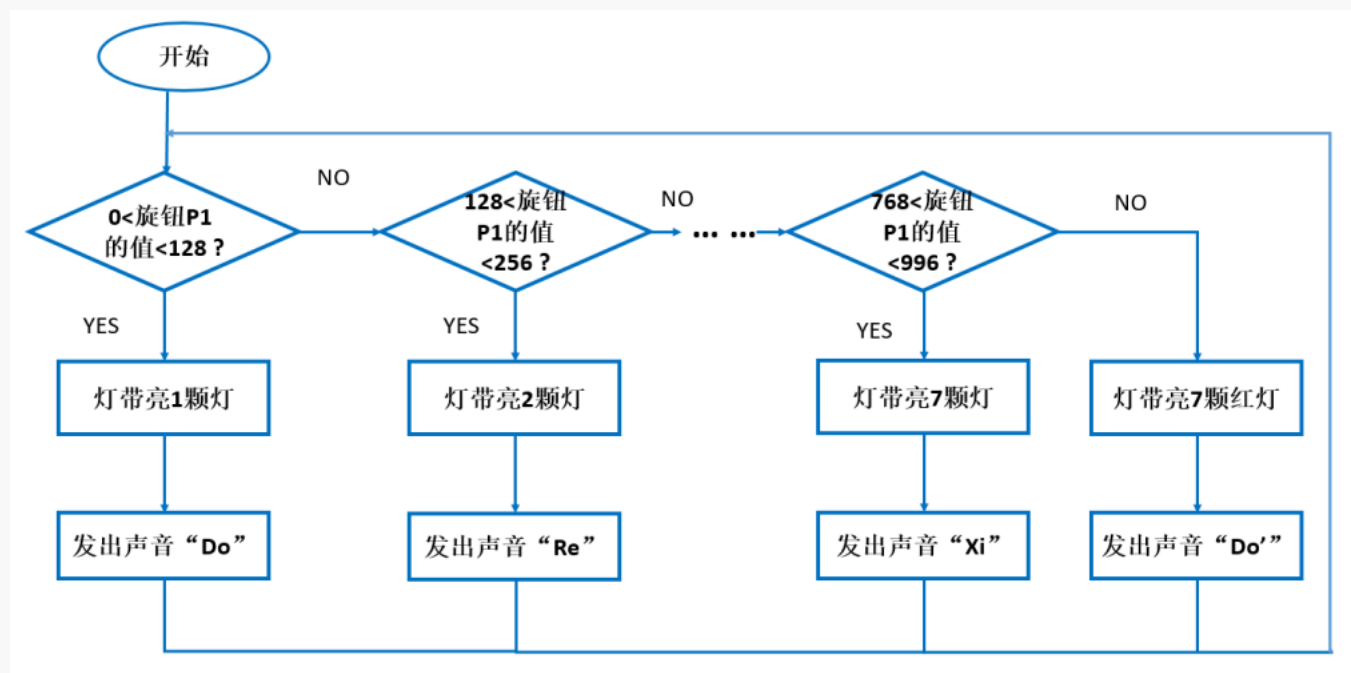 开始
NO
NO
NO
0<旋钮P1
的值<128？
128<旋钮
P1的值
<256？
... ...
768<旋钮
P1的值
<996？
YES
YES
YES
灯带亮1颗灯
灯带亮2颗灯
灯带亮7颗灯
灯带亮7颗红灯
发出声音“Do”
发出声音“Re”
发出声音“Xi”
发出声音“Do’”